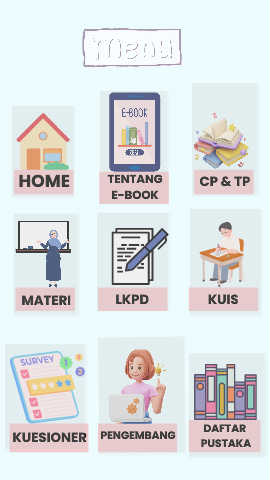 Menu
E-BOOK
HOME
TENTANG
E-BOOK
CP & TP
MATERI
LKPD
KUIS
SURVEY
KUESIONER
PENGEMBANG
DAFTAR
PUSTAKA